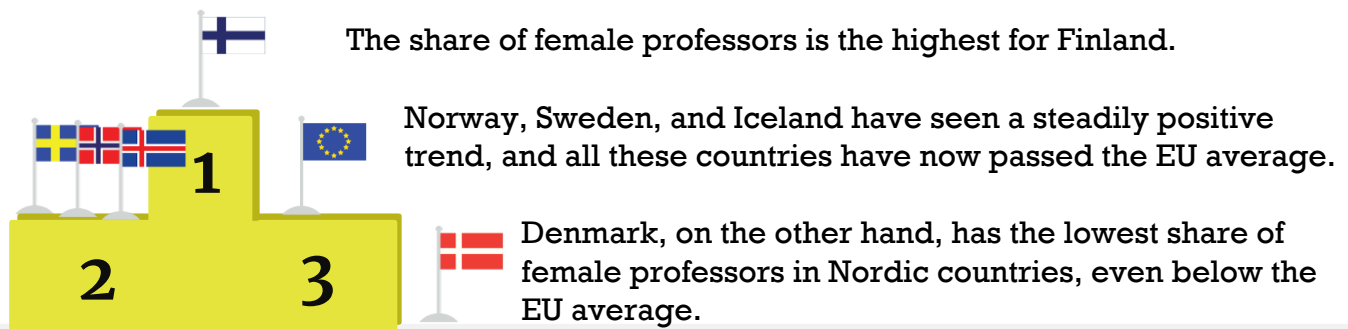 The share of female professors is the highest for Finland.
Norway, Sweden, and Iceland have seen a steadily positive
trend, and all these countries have now passed the EU average.
1
Denmark, on the other hand, has the lowest share of
female professors in Nordic countries, even below the
EU average.
2
3